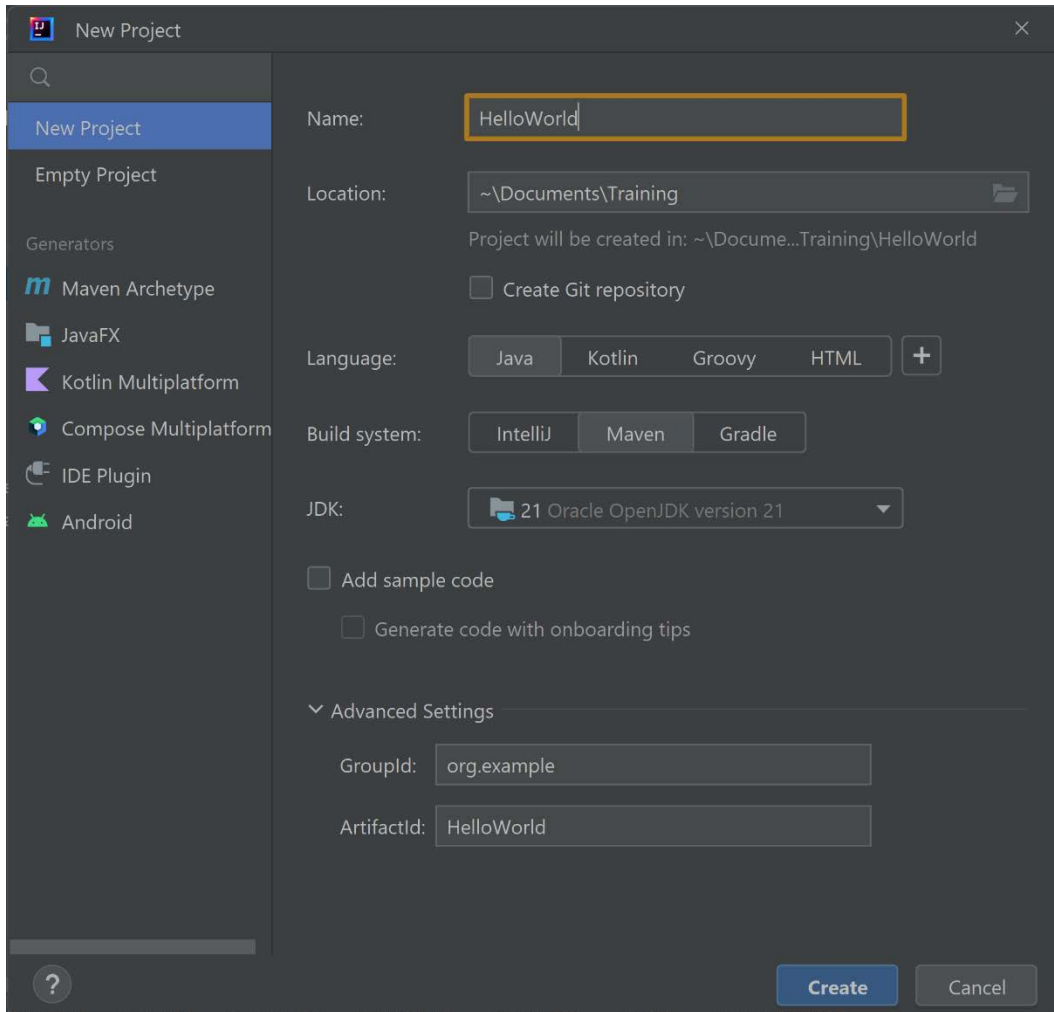 New Project
New Project
Empty Project
Generators
Maven Archetype
JavaFX
Kotlin Multiplatform
Compose Multiplatform
IDE Plugin
Android
Name: HelloWorld
Location: ~\Documents\Training
Project will be created in: ~\Docume...Training\HelloWorld
Create Git repository
Language: Java Kotlin Groovy HTML +
Build system: IntelliJ Maven Gradle
JDK: 21 Oracle OpenJDK version 21
Add sample code
Generate code with onboarding tips
Advanced Settings
GroupId: org.example
ArtifactId: HelloWorld
? Create Cancel